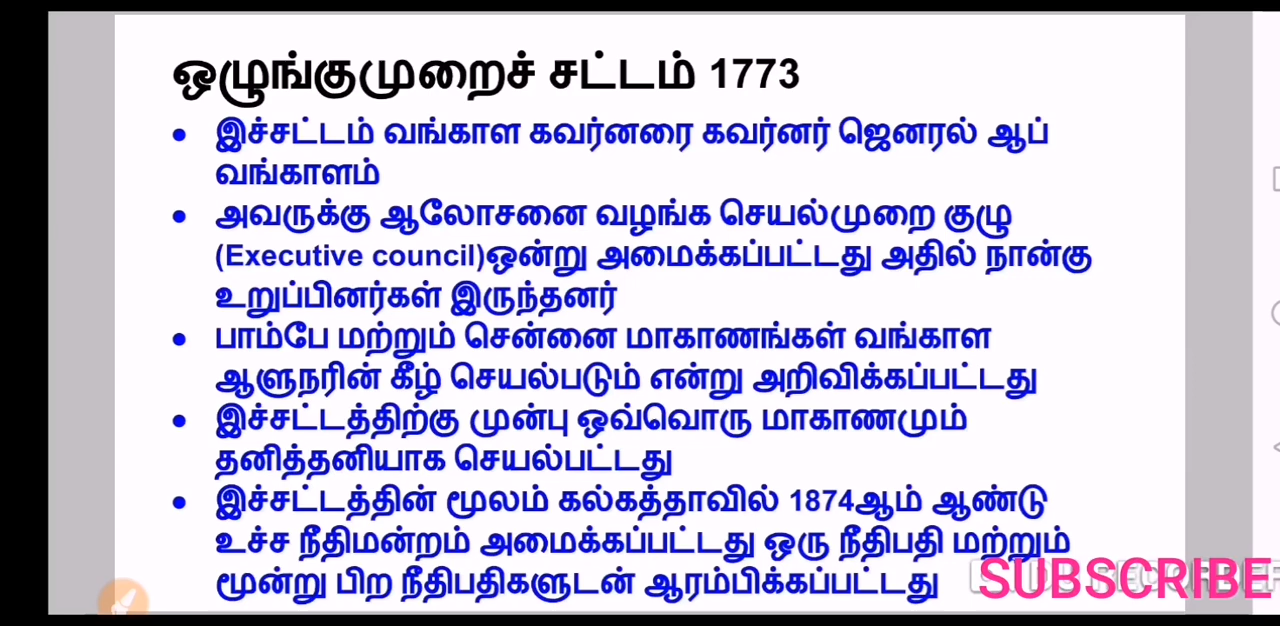 ஒழுங்குமுறைச் சட்டம் 1773
• இச்சட்டம் வங்காள கவர்னரை கவர்னர் ஜெனரல் ஆப்
வங்காளம்
• அவருக்கு ஆலோசனை வழங்க செயல்முறை குழு
(Executive council)ஒன்று அமைக்கப்பட்டது அதில் நான்கு
உறுப்பினர்கள் இருந்தனர்
• பாம்பே மற்றும் சென்னை மாகாணங்கள் வங்காள
ஆளுநரின் கீழ் செயல்படும் என்று அறிவிக்கப்பட்டது
• இச்சட்டத்திற்கு முன்பு ஒவ்வொரு மாகாணமும்
தனித்தனியாக செயல்பட்டது
• இச்சட்டத்தின் மூலம் கல்கத்தாவில் 1874ஆம் ஆண்டு
உச்ச நீதிமன்றம் அமைக்கப்பட்டது ஒரு நீதிபதி மற்றும்
மூன்று பிற நீதிபதிகளுடன் ஆரம்பிக்கப்பட்டது
SUBSCRIBE